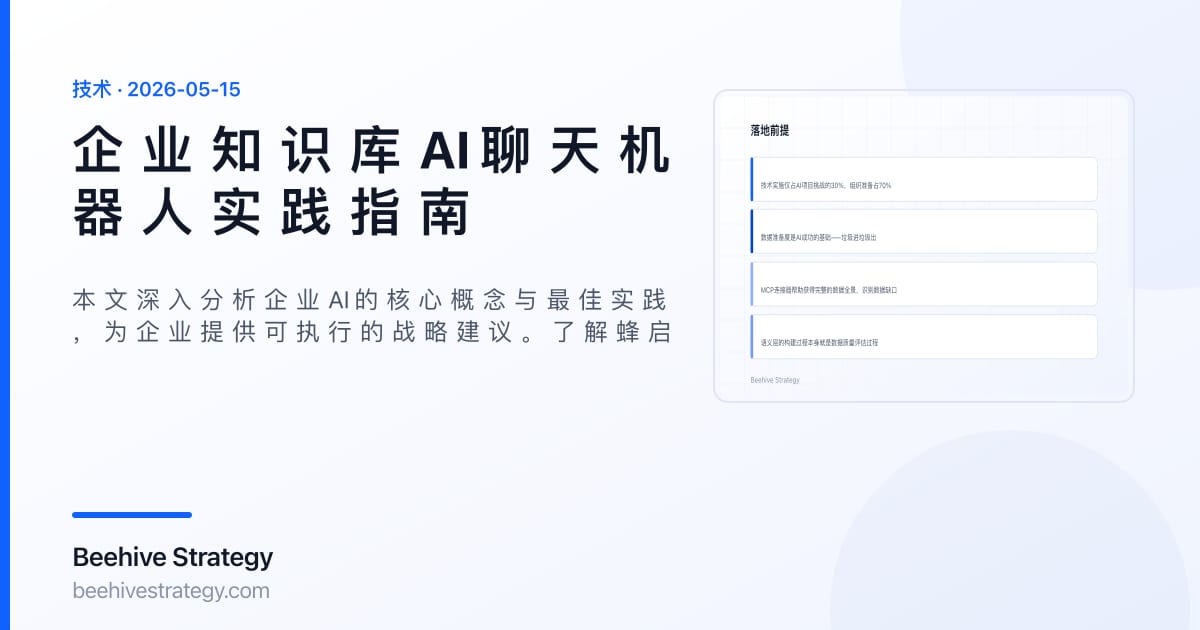 技术 · 2026-05-15
企业知识库AI聊天机
器人实践指南
本文深入分析企业AI的核心概念与最佳实践
，为企业提供可执行的战略建议。了解蜂启
落地前提
技术实施仅占AI项目挑战的30%，组织准备占70%
数据准备度是AI成功的基础——垃圾进垃圾出
MCP连接器帮助获得完整的数据全景，识别数据缺口
语义层的构建过程本身就是数据质量评估过程
Beehive Strategy
Beehive Strategy
beehivestrategy.com